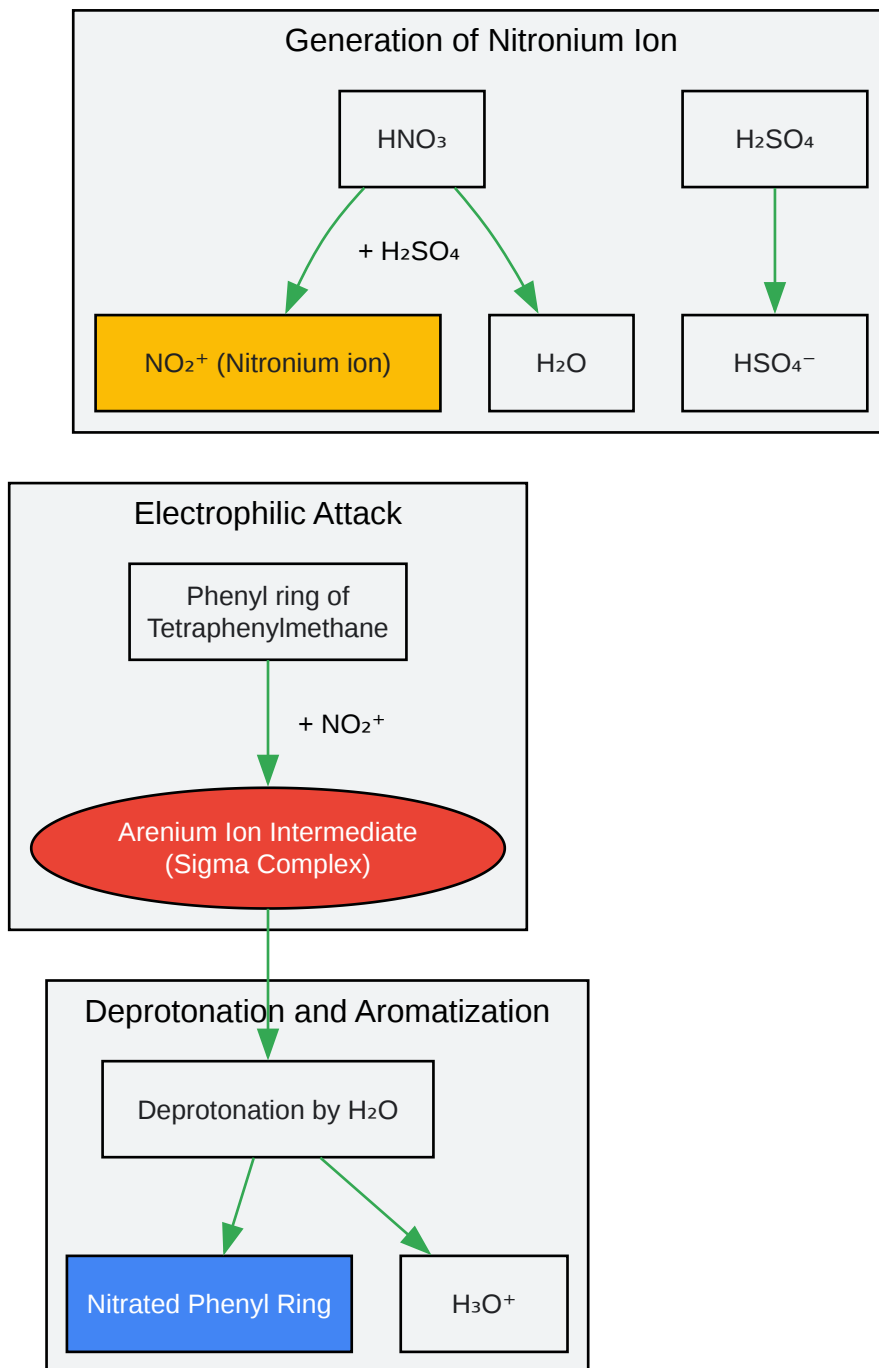 Generation of Nitronium Ion
HNO₃
H₂SO₄
+ H₂SO₄
NO₂⁺ (Nitronium ion)
H₂O
HSO₄⁻
Electrophilic Attack
Phenyl ring of
Tetraphenylmethane
+ NO₂⁺
Arenium Ion Intermediate
(Sigma Complex)
Deprotonation and Aromatization
Deprotonation by H₂O
Nitrated Phenyl Ring
H₃O⁺